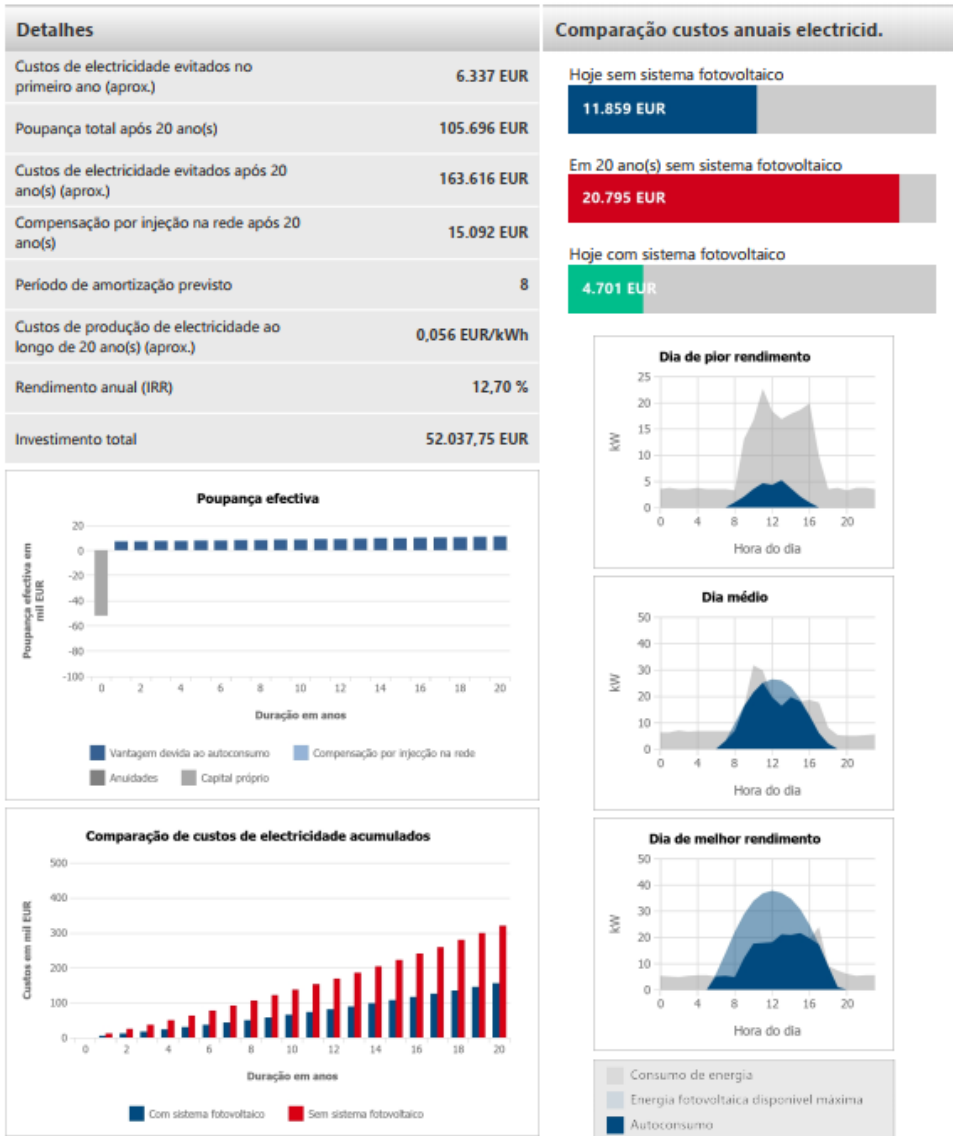 Detalhes
Custos de electricidade evitados no
primeiro ano (aprox.)
6.337 EUR
Poupança total após 20 ano(s)
105.696 EUR
Custos de electricidade evitados após 20
ano(s) (aprox.)
163.616 EUR
Compensação por injeção na rede após 20
ano(s)
15.092 EUR
Período de amortização previsto
8
Custos de produção de electricidade ao
longo de 20 ano(s) (aprox.)
0,056 EUR/kWh
Rendimento anual (IRR)
12,70 %
Investimento total
52.037,75 EUR
Poupança efectiva
Poupança efectiva em
mil EUR
20
0
-20
-40
-60
-80
-100
0 2 4 6 8 10 12 14 16 18 20
Duração em anos
Vantagem devida ao autoconsumo
Compensação por injecção na rede
Anuidades
Capital próprio
Comparação de custos de electricidade acumulados
Custos em mil EUR
500
400
300
200
100
0
0 2 4 6 8 10 12 14 16 18 20
Duração em anos
Com sistema fotovoltaico
Sem sistema fotovoltaico
Comparação custos anuais electricid.
Hoje sem sistema fotovoltaico
11.859 EUR
Em 20 ano(s) sem sistema fotovoltaico
20.795 EUR
Hoje com sistema fotovoltaico
4.701 EUR
Dia de pior rendimento
kW
25
20
15
10
5
0
0 4 8 12 16 20
Hora do dia
Dia médio
kW
50
40
30
20
10
0
0 4 8 12 16 20
Hora do dia
Dia de melhor rendimento
kW
50
40
30
20
10
0
0 4 8 12 16 20
Hora do dia
Consumo de energia
Energia fotovoltaica disponível máxima
Autoconsumo